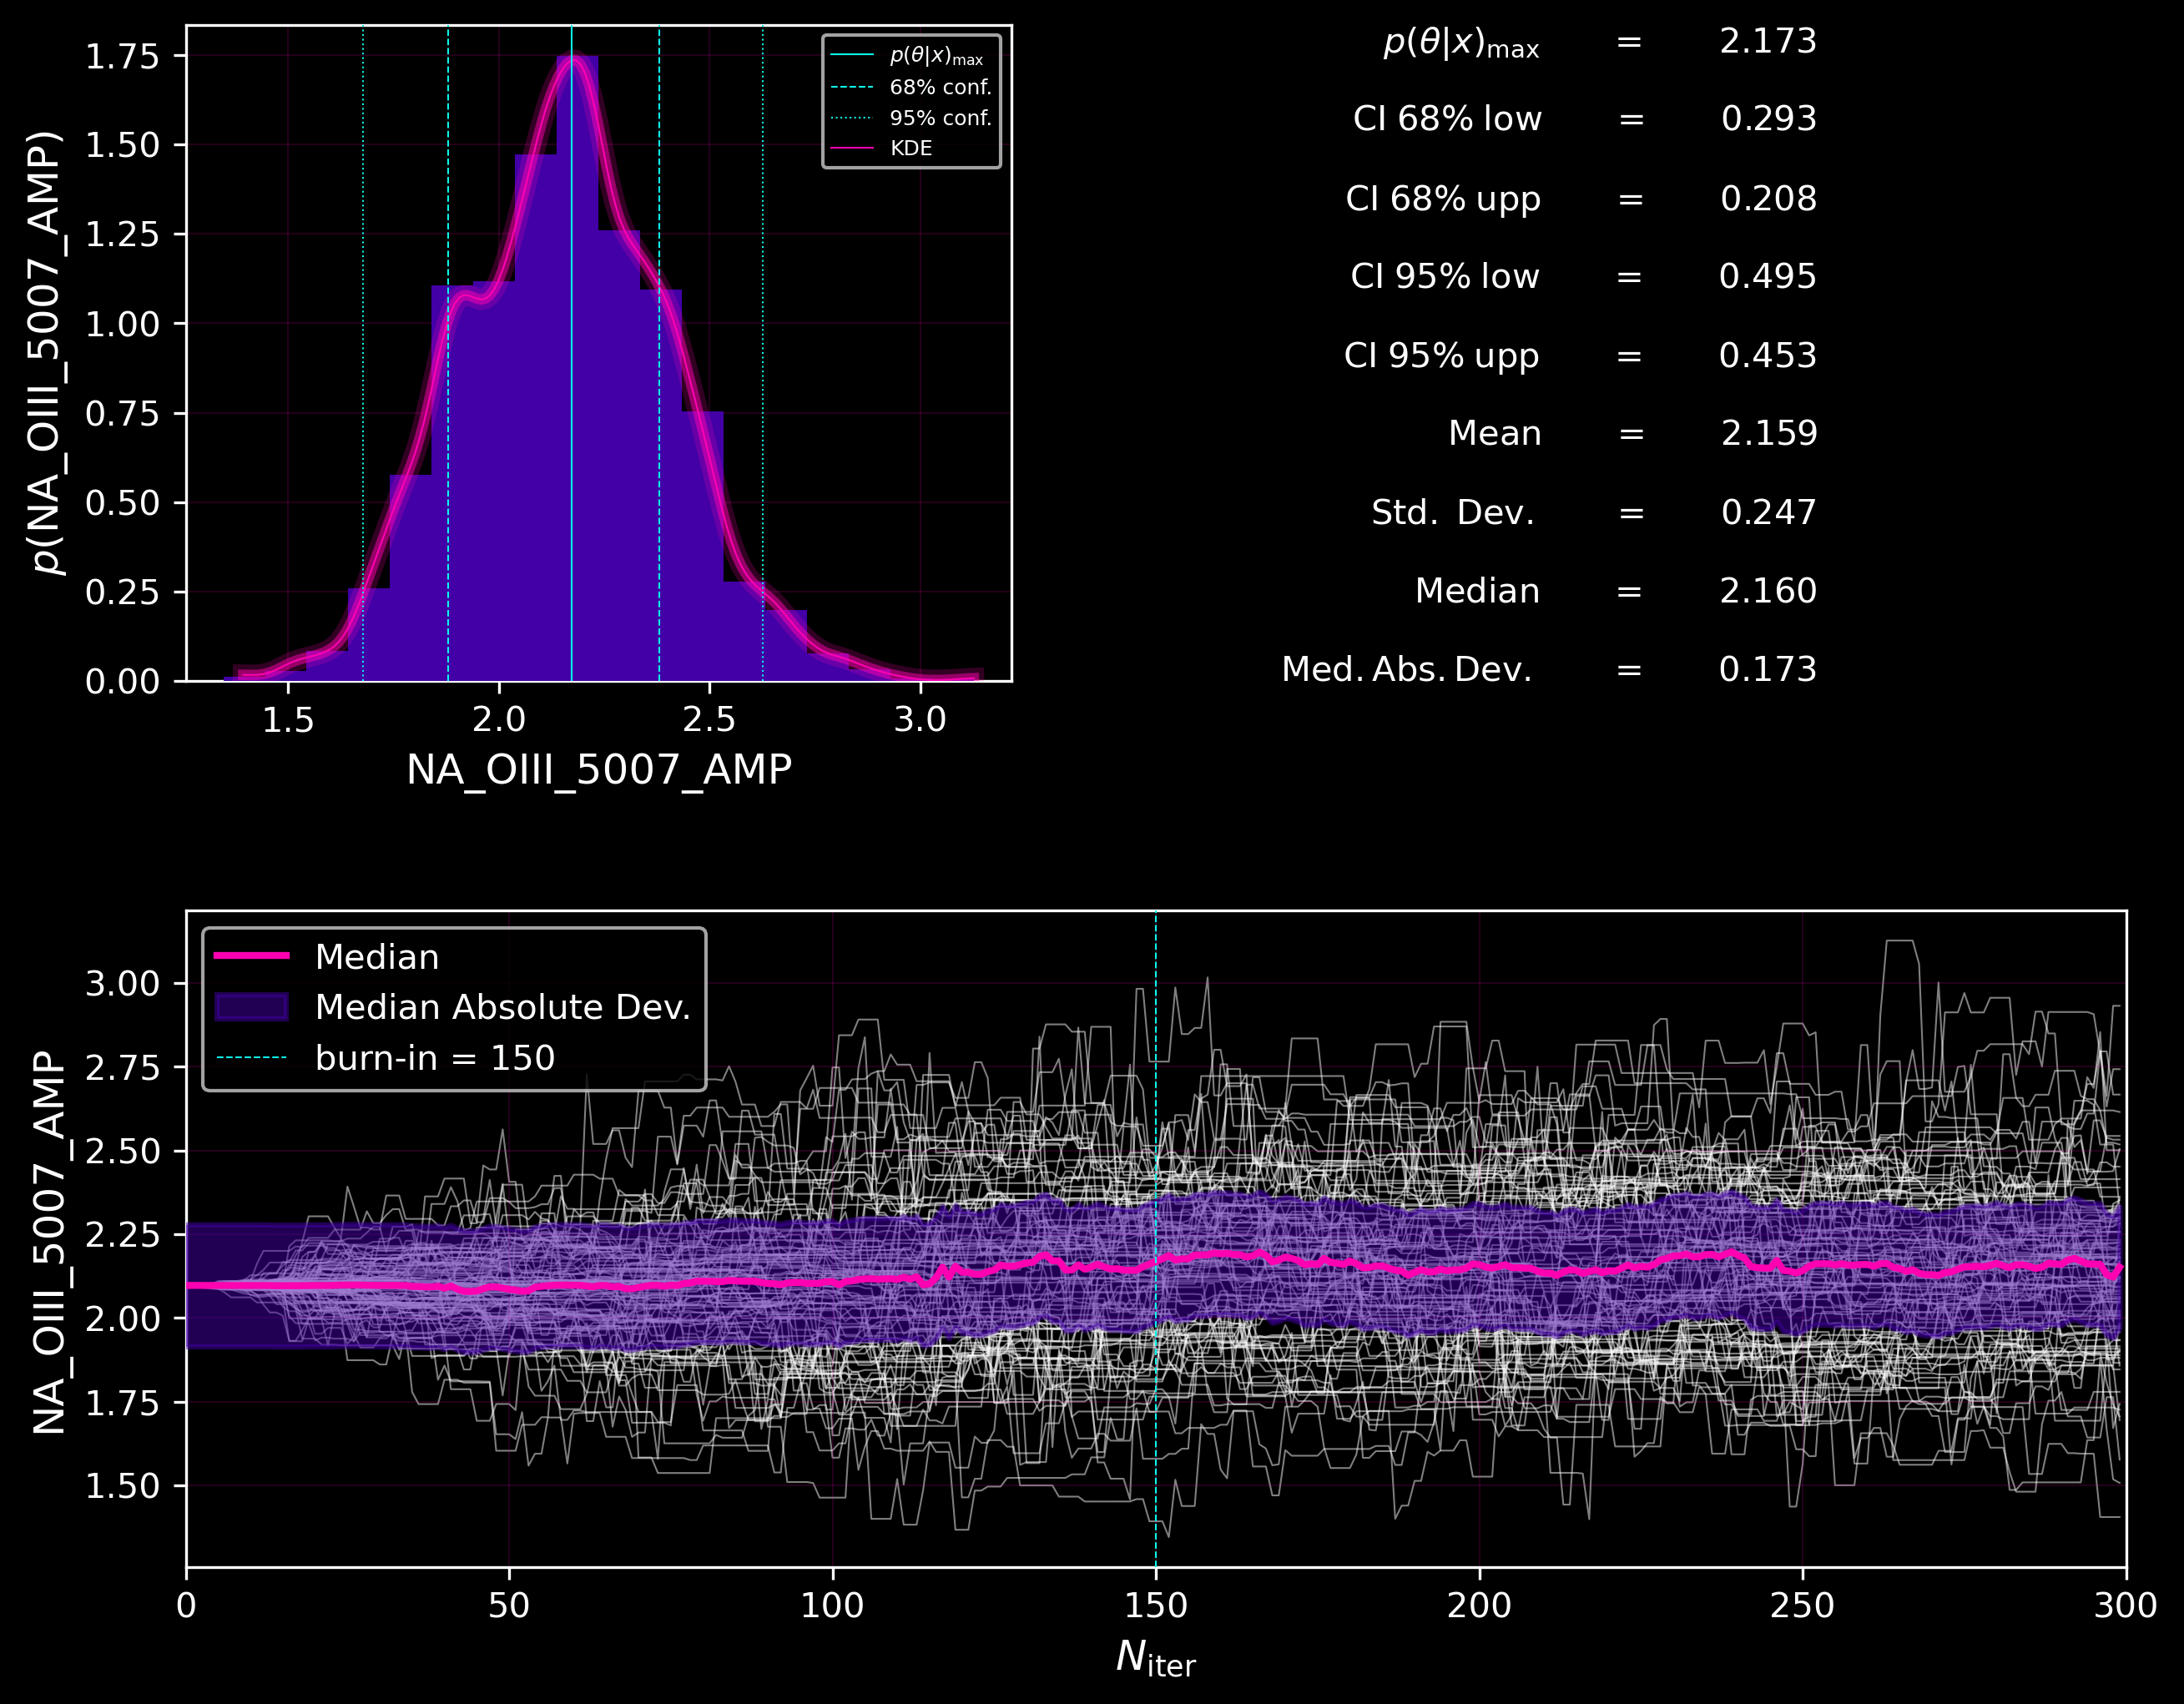 1.75
1.50
1.25
1.00
0.75
0.50
0.25
0.00
p(NA_OIII_5007_AMP)
1.5 2.0 2.5 3.0
NA_OIII_5007_AMP
p(θ|x)max
68% conf.
95% conf.
KDE
p(θ|x)max = 2.173
CI 68% low = 0.293
CI 68% upp = 0.208
CI 95% low = 0.495
CI 95% upp = 0.453
Mean = 2.159
Std. Dev. = 0.247
Median = 2.160
Med. Abs. Dev. = 0.173
3.00
2.75
2.50
2.25
2.00
1.75
1.50
NA_OIII_5007_AMP
Median
Median Absolute Dev.
burn-in = 150
0 50 100 150 200 250 300
Niter